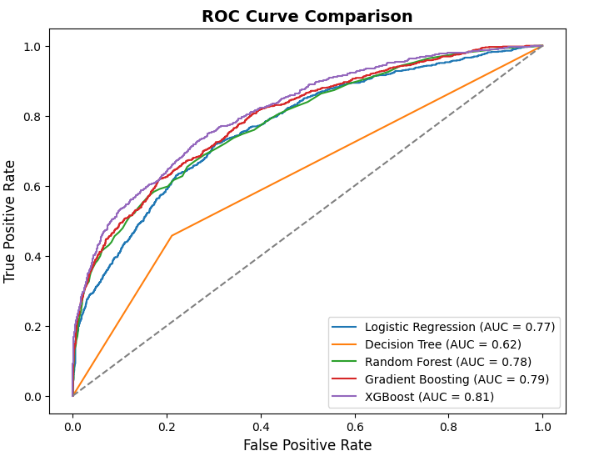 ROC Curve Comparison
True Positive Rate
1.0
0.8
0.6
0.4
0.2
0.0
Logistic Regression (AUC = 0.77)
Decision Tree (AUC = 0.62)
Random Forest (AUC = 0.78)
Gradient Boosting (AUC = 0.79)
XGBoost (AUC = 0.81)
0.0 0.2 0.4 0.6 0.8 1.0
False Positive Rate